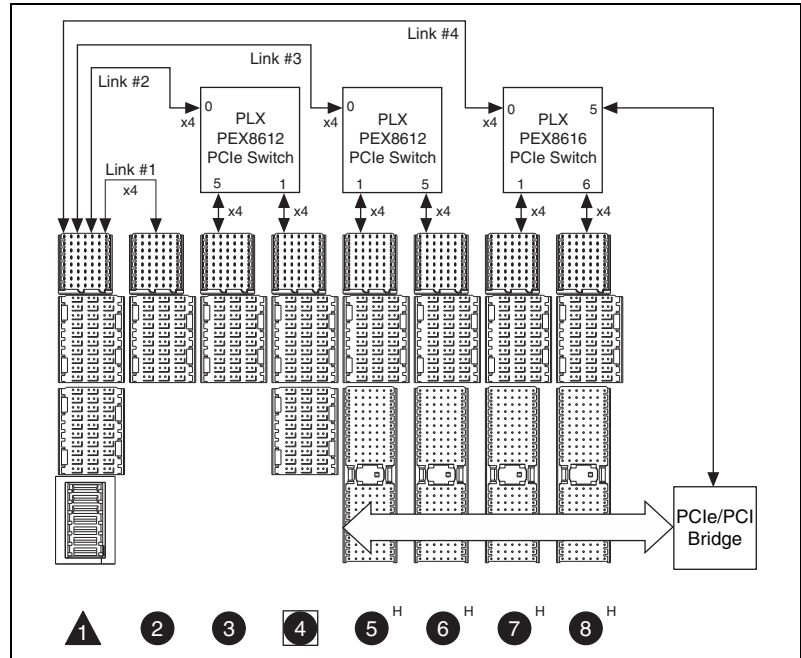 Link #4
Link #3
Link #2
0
x4
PLX
PEX8612
PCIe Switch
5
1
0
x4
PLX
PEX8612
PCIe Switch
1
5
0
5
x4
PLX
PEX8616
PCIe Switch
1
6
Link #1
x4
x4
x4
x4
x4
x4
x4
PCIe/PCI
Bridge
1
2
3
4
5 H
6 H
7 H
8 H